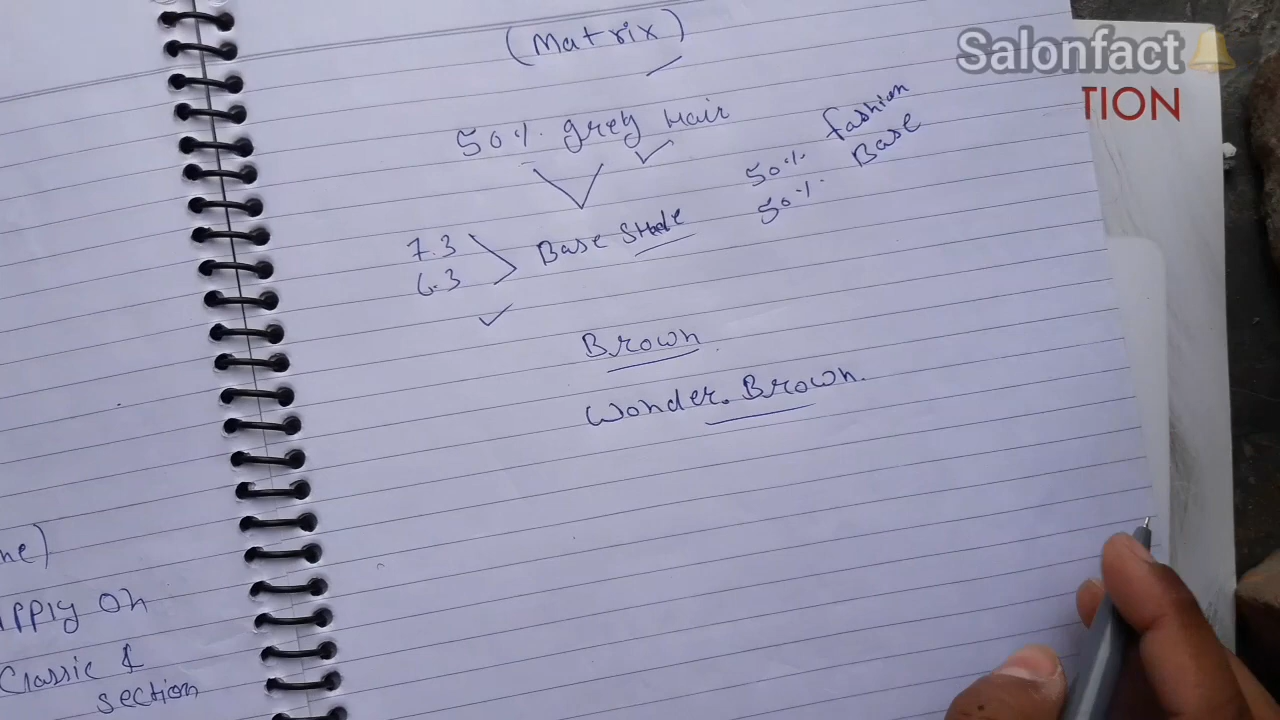 (Matrix)
Salonfact
TION
50% grey Hair
50% fashion
50% Base
7.3
6.3
Base Shade
Brown
Wonder Brown.
ne)
Apply On
Classic &
section